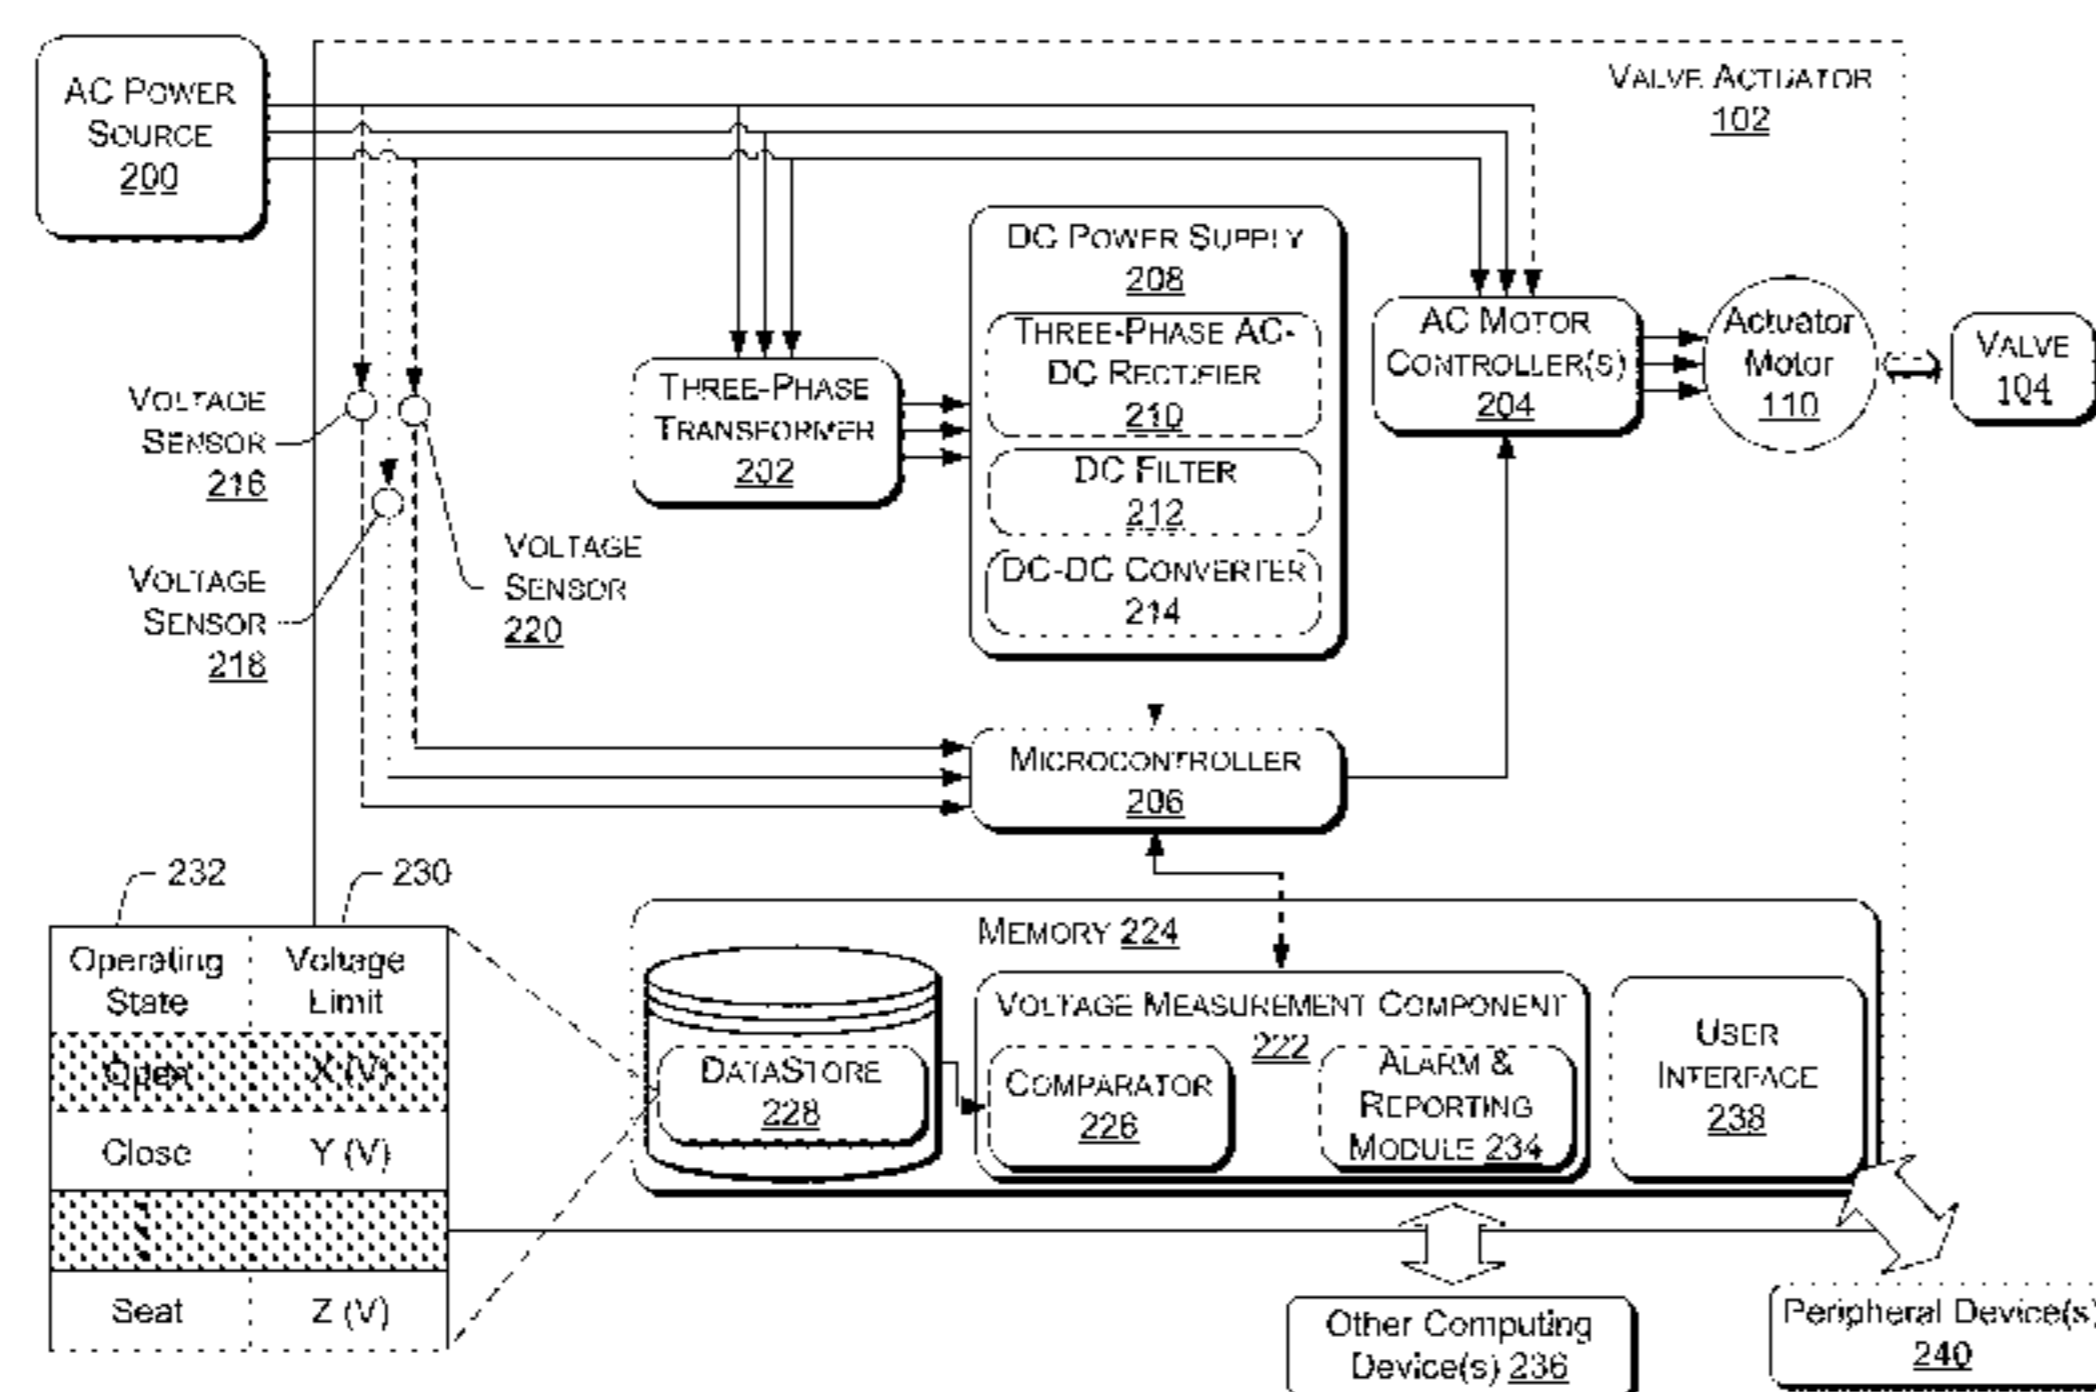 AC POWER
SOURCE
200
VALVE ACTUATOR
102
DC POWER SUPPLY
208
THREE-PHASE AC-
DC RECTIFIER
210
DC FILTER
212
DC-DC CONVERTER
214
AC MOTOR
CONTROLLER(S)
204
Actuator
Motor
110
VALVE
104
THREE-PHASE
TRANSFORMER
202
VOLTAGE
SENSOR
216
VOLTAGE
SENSOR
218
VOLTAGE
SENSOR
220
MICROCONTROLLER
206
232
230
Operating
State
Voltage
Limit
Open
X (V)
Close
Y (V)
Seat
Z (V)
MEMORY 224
DATASTORE
228
VOLTAGE MEASUREMENT COMPONENT
222
COMPARATOR
226
ALARM &
REPORTING
MODULE 234
USER
INTERFACE
238
Other Computing
Device(s) 236
Peripheral Device(s)
240